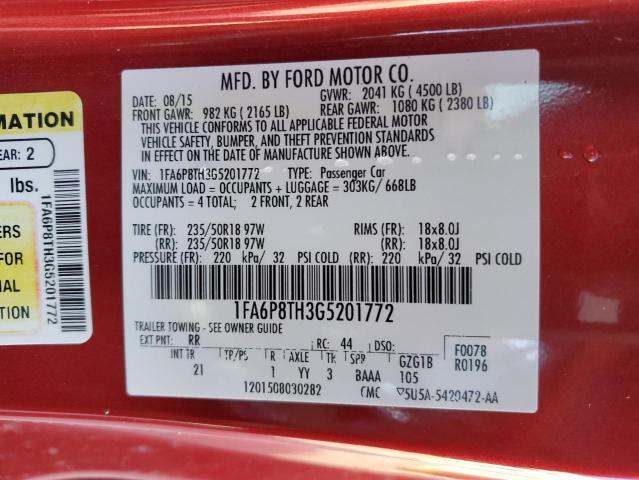 MFD. BY FORD MOTOR CO.
DATE: 08/15 GVWR: 2041 KG ( 4500 LB)
FRONT GAWR: 982 KG ( 2165 LB) REAR GAWR: 1080 KG ( 2380 LB)
THIS VEHICLE CONFORMS TO ALL APPLICABLE FEDERAL MOTOR
VEHICLE SAFETY, BUMPER, AND THEFT PREVENTION STANDARDS
IN EFFECT ON THE DATE OF MANUFACTURE SHOWN ABOVE.
VIN: 1FA6P8TH3G5201772 TYPE: Passenger Car
MAXIMUM LOAD = OCCUPANTS + LUGGAGE = 303KG/ 668LB
OCCUPANTS = 4 TOTAL; 2 FRONT, 2 REAR
TIRE (FR): 235/50R18 97W RIMS (FR): 18x8.0J
(RR): 235/50R18 97W (RR): 18x8.0J
PRESSURE (FR): 220 kPa/ 32 PSI COLD (RR): 220 kPa/ 32 PSI COLD
1FA6P8TH3G5201772
TRAILER TOWING - SEE OWNER GUIDE
EXT PNT: RR RC: 44 DSO: F0078
INT TR TP/PS R AXLE TR SPR GZG1B R0196
21 1 YY 3 BAAA 105
1201508030282 CMC ▽5U5A-5420472-AA
MATION
EAR: 2
lbs.
ERS
FOR
NAL
ATION
1FA6P8TH3G5201772